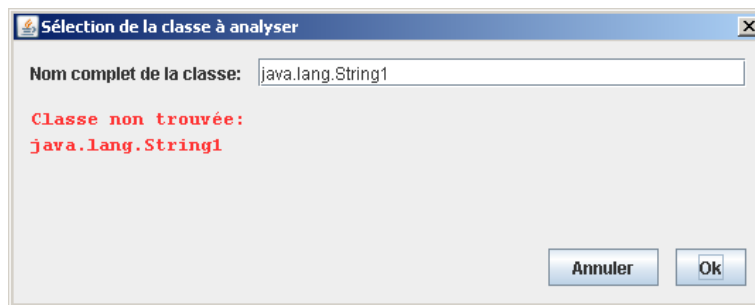 Sélection de la classe à analyser
Nom complet de la classe: java.lang.String1
Classe non trouvée:
java.lang.String1
Annuler Ok